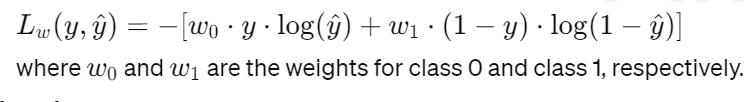 L_w(y, ŷ) = −[w_0 · y · log(ŷ) + w_1 · (1 − y) · log(1 − ŷ)]
where w_0 and w_1 are the weights for class 0 and class 1, respectively.